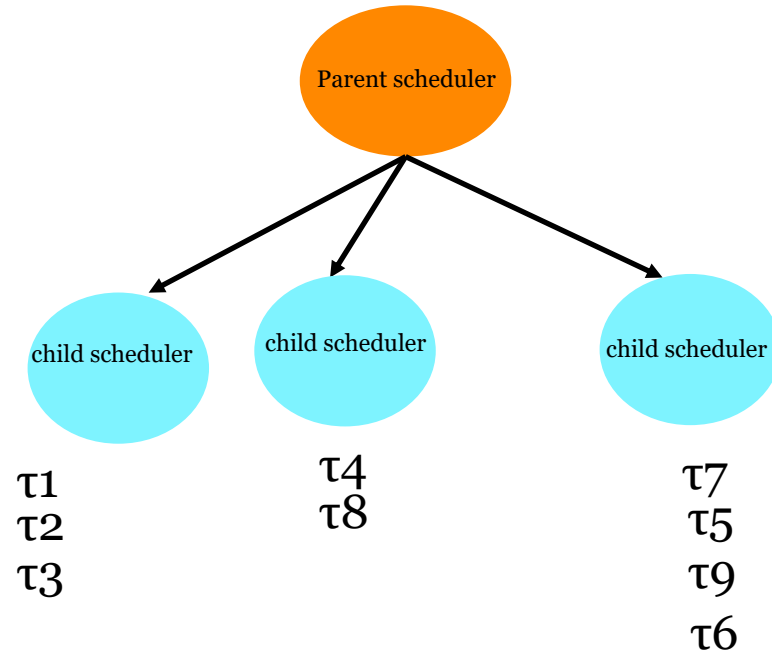 Parent scheduler
child scheduler
τ1
τ2
τ3
child scheduler
τ4
τ8
child scheduler
τ7
τ5
τ9
τ6